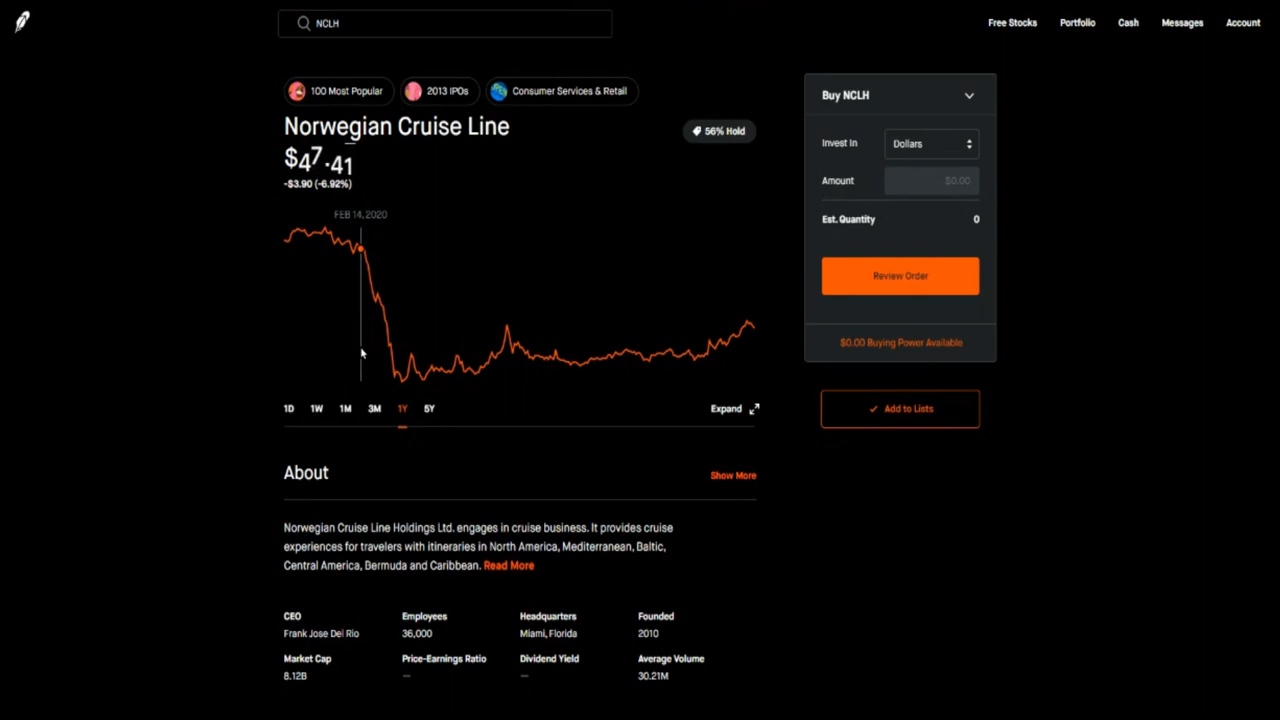 NCLH
Free Stocks Portfolio Cash Messages Account
100 Most Popular 2013 IPOs Consumer Services & Retail
Norwegian Cruise Line
56% Hold
$47.41
-$3.90 (-6.92%)
FEB 14, 2020
1D 1W 1M 3M 1Y 5Y
Expand
Buy NCLH
Invest In Dollars
Amount $0.00
Est. Quantity 0
Review Order
$0.00 Buying Power Available
Add to Lists
About
Show More
Norwegian Cruise Line Holdings Ltd. engages in cruise business. It provides cruise
experiences for travelers with itineraries in North America, Mediterranean, Baltic,
Central America, Bermuda and Caribbean. Read More
CEO Employees Headquarters Founded
Frank Jose Del Rio 36,000 Miami, Florida 2010
Market Cap Price-Earnings Ratio Dividend Yield Average Volume
8.12B — — 30.21M